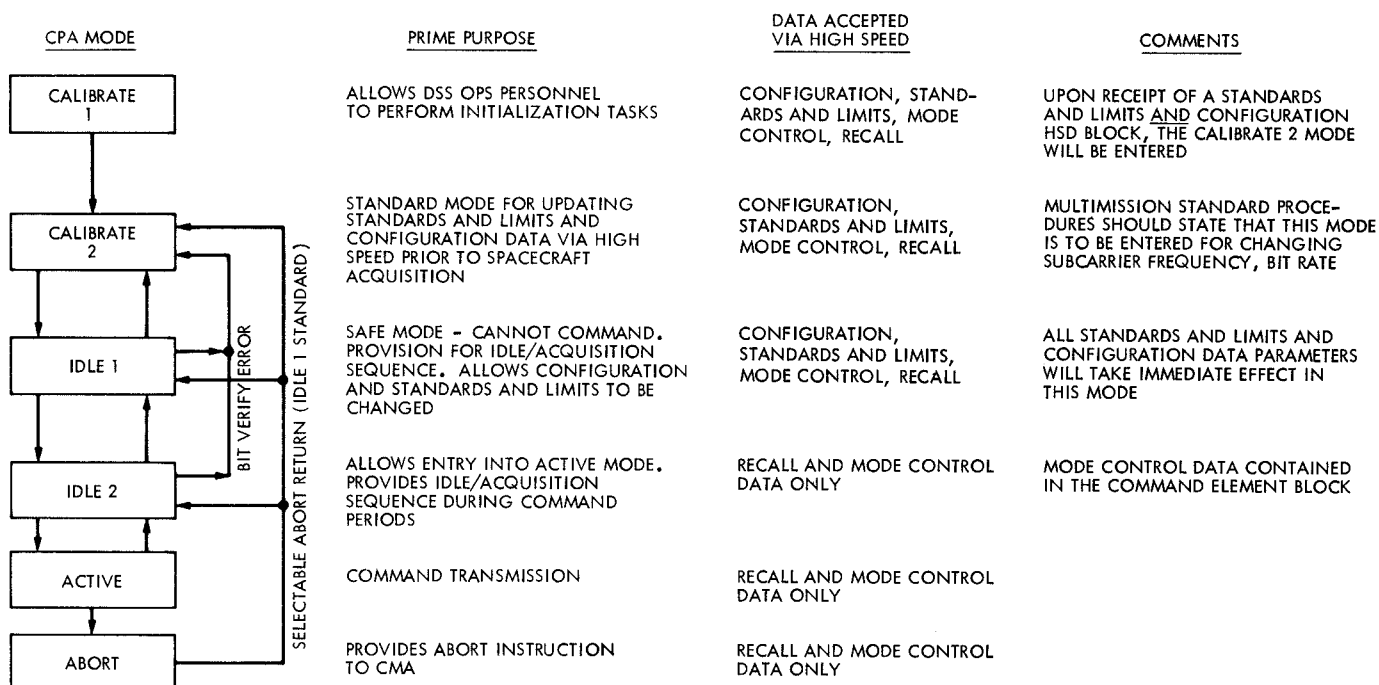 CPA MODE
PRIME PURPOSE
DATA ACCEPTED
VIA HIGH SPEED
COMMENTS
CALIBRATE
1
ALLOWS DSS OPS PERSONNEL
TO PERFORM INITIALIZATION TASKS
CONFIGURATION, STAND-
ARDS AND LIMITS, MODE
CONTROL, RECALL
UPON RECEIPT OF A STANDARDS
AND LIMITS AND CONFIGURATION
HSD BLOCK, THE CALIBRATE 2 MODE
WILL BE ENTERED
CALIBRATE
2
STANDARD MODE FOR UPDATING
STANDARDS AND LIMITS AND
CONFIGURATION DATA VIA HIGH
SPEED PRIOR TO SPACECRAFT
ACQUISITION
CONFIGURATION,
STANDARDS AND LIMITS,
MODE CONTROL, RECALL
MULTIMISSION STANDARD PROCE-
DURES SHOULD STATE THAT THIS MODE
IS TO BE ENTERED FOR CHANGING
SUBCARRIER FREQUENCY, BIT RATE
IDLE 1
SAFE MODE - CANNOT COMMAND.
PROVISION FOR IDLE/ACQUISITION
SEQUENCE. ALLOWS CONFIGURATION
AND STANDARDS AND LIMITS TO BE
CHANGED
CONFIGURATION,
STANDARDS AND LIMITS,
MODE CONTROL, RECALL
ALL STANDARDS AND LIMITS AND
CONFIGURATION DATA PARAMETERS
WILL TAKE IMMEDIATE EFFECT IN
THIS MODE
IDLE 2
ALLOWS ENTRY INTO ACTIVE MODE.
PROVIDES IDLE/ACQUISITION
SEQUENCE DURING COMMAND
PERIODS
RECALL AND MODE CONTROL
DATA ONLY
MODE CONTROL DATA CONTAINED
IN THE COMMAND ELEMENT BLOCK
ACTIVE
COMMAND TRANSMISSION
RECALL AND MODE CONTROL
DATA ONLY
ABORT
PROVIDES ABORT INSTRUCTION
TO CMA
RECALL AND MODE CONTROL
DATA ONLY
BIT VERIFY ERROR
SELECTABLE ABORT RETURN (IDLE 1 STANDARD)